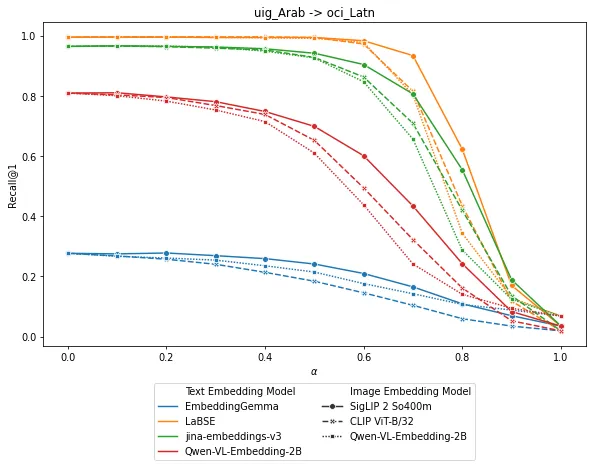 uig_Arab -> oci_Latn
Recall@1
1.0
0.8
0.6
0.4
0.2
0.0
0.0 0.2 0.4 0.6 0.8 1.0
α
Text Embedding Model
EmbeddingGemma
LaBSE
jina-embeddings-v3
Qwen-VL-Embedding-2B
Image Embedding Model
SigLIP 2 So400m
CLIP ViT-B/32
Qwen-VL-Embedding-2B